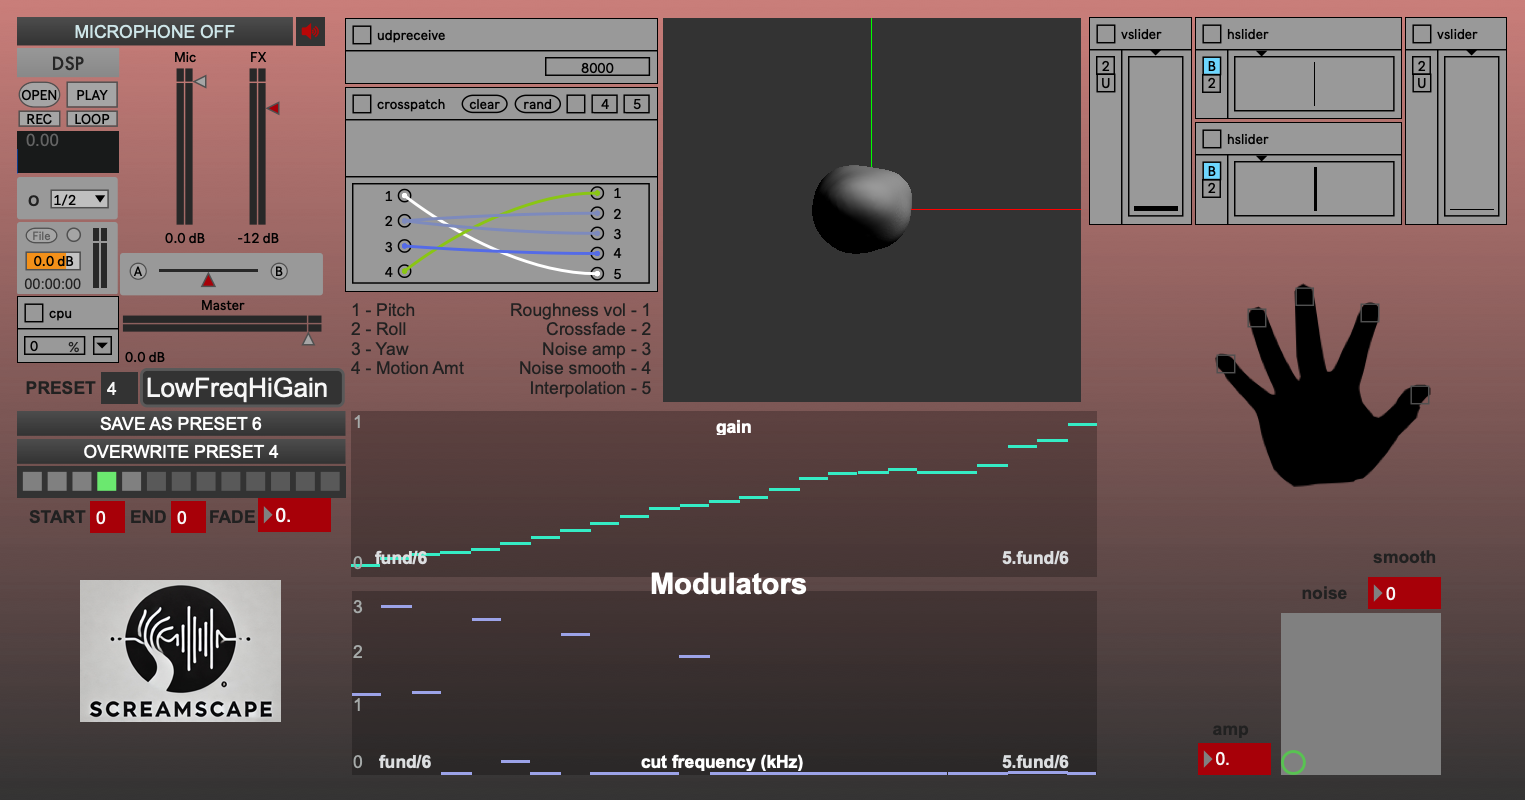 MICROPHONE OFF
DSP
Mic
FX
OPEN
PLAY
REC
LOOP
0.00
O
1/2
File
0.0 dB
00:00:00
0.0 dB
-12 dB
A
B
cpu
0
%
Master
0.0 dB
PRESET
4
LowFreqHiGain
SAVE AS PRESET 6
OVERWRITE PRESET 4
START
0
END
0
FADE
0.
SCREAMSCAPE
udpreceive
8000
crosspatch
clear
rand
4
5
1
2
3
4
1
2
3
4
5
1 - Pitch
2 - Roll
3 - Yaw
4 - Motion Amt
Roughness vol - 1
Crossfade - 2
Noise amp - 3
Noise smooth - 4
Interpolation - 5
vslider
2
U
hslider
B
2
hslider
B
2
vslider
2
U
1
gain
0
fund/6
5.fund/6
Modulators
3
2
1
0
fund/6
cut frequency (kHz)
5.fund/6
smooth
noise
0
amp
0.